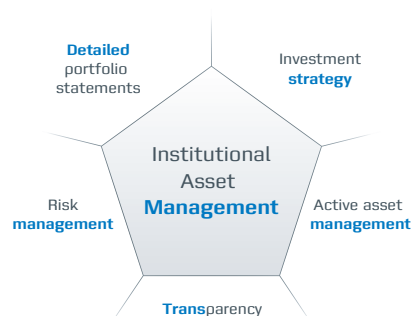 Detailed
portfolio
statements
Investment
strategy
Institutional
Asset
Management
Risk
management
Active asset
management
Transparency